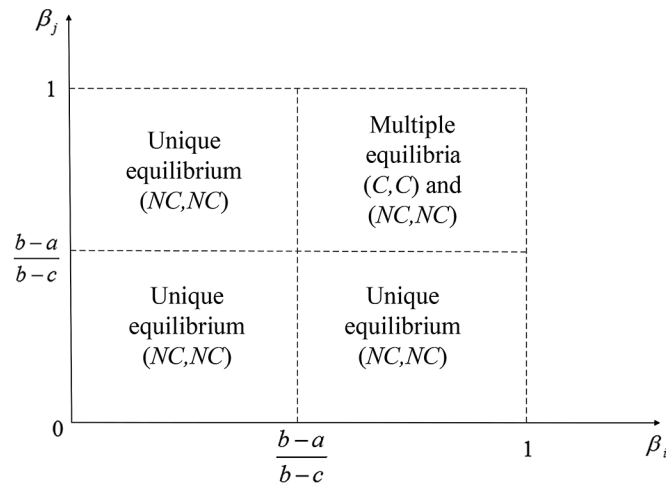 β_j
1
Unique
equilibrium
(NC,NC)
Multiple
equilibria
(C,C) and
(NC,NC)
b−a
b−c
Unique
equilibrium
(NC,NC)
Unique
equilibrium
(NC,NC)
0
b−a
b−c
1
β_i